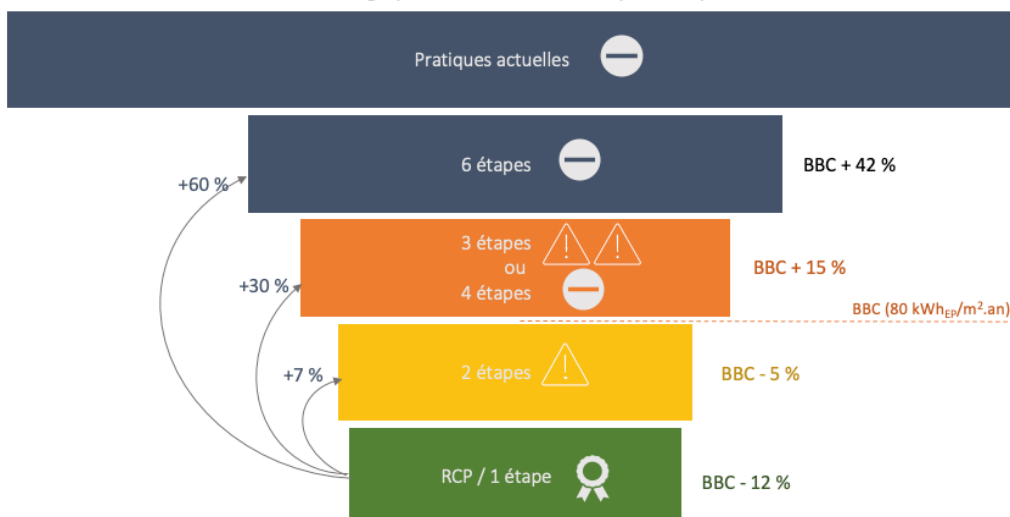 Pratiques actuelles
6 étapes
BBC + 42 %
+60 %
3 étapes
ou
4 étapes
BBC + 15 %
+30 %
BBC (80 kWhEP/m².an)
2 étapes
BBC - 5 %
+7 %
RCP / 1 étape
BBC - 12 %